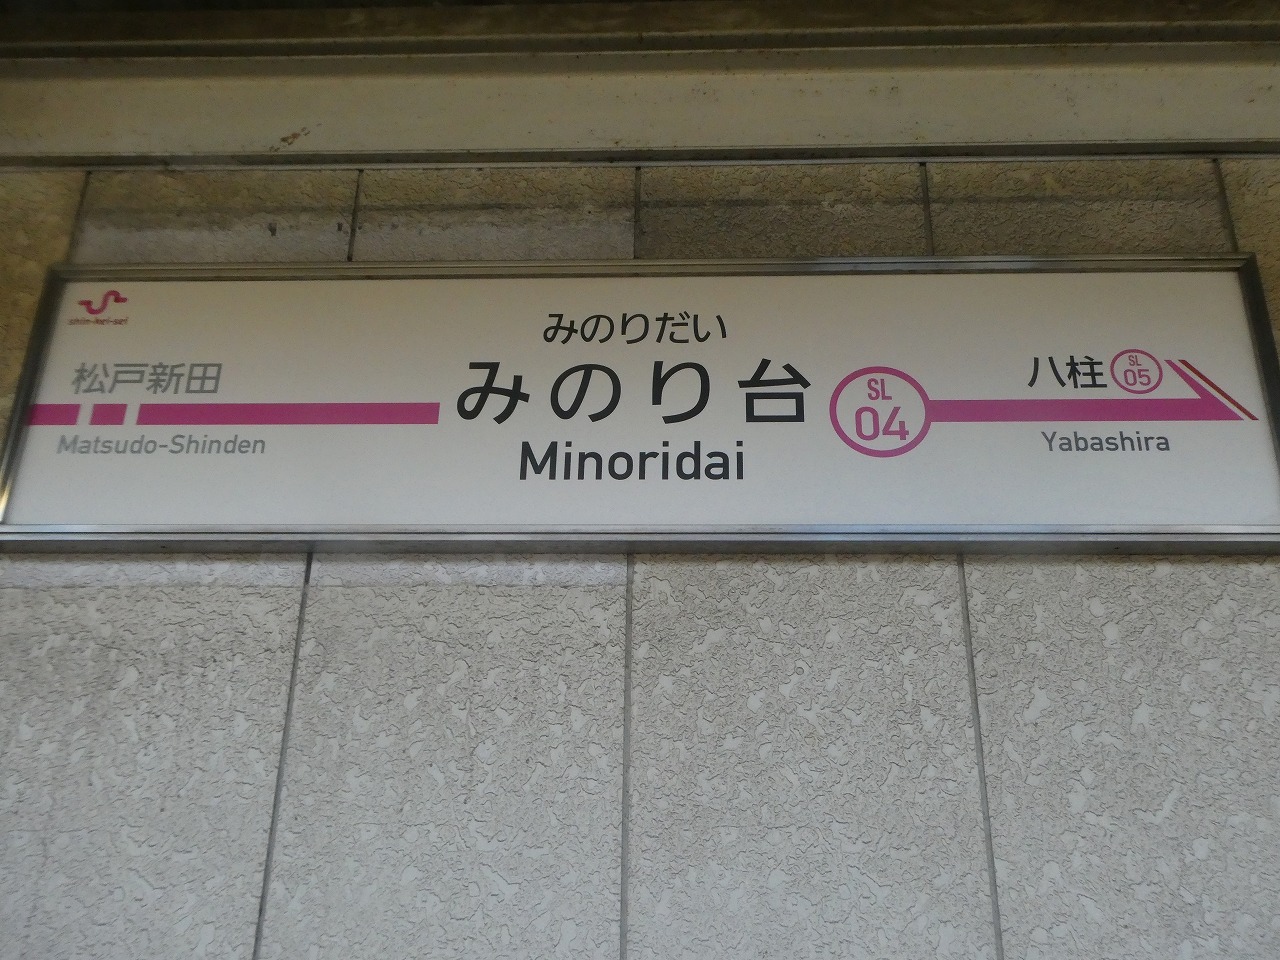 shin-kei-sei
松戸新田
Matsudo-Shinden
みのりだい
みのり台
Minoridai
SL
04
八柱
SL
05
Yabashira